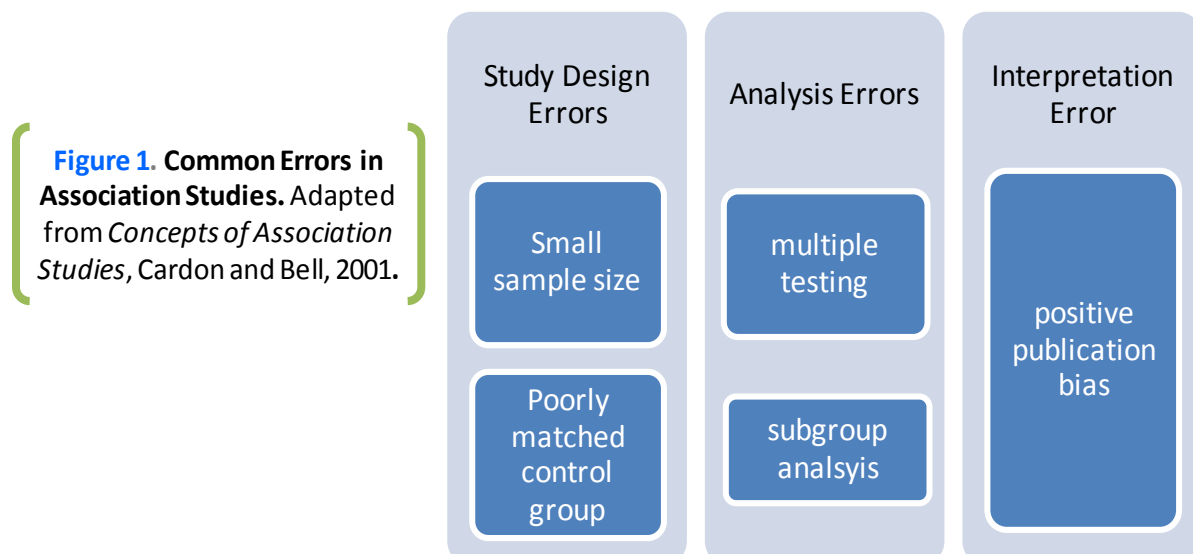 Figure 1. Common Errors in
Association Studies. Adapted
from Concepts of Association
Studies, Cardon and Bell, 2001.
Study Design
Errors
Small
sample size
Poorly
matched
control
group
Analysis Errors
multiple
testing
subgroup
analsyis
Interpretation
Error
positive
publication
bias